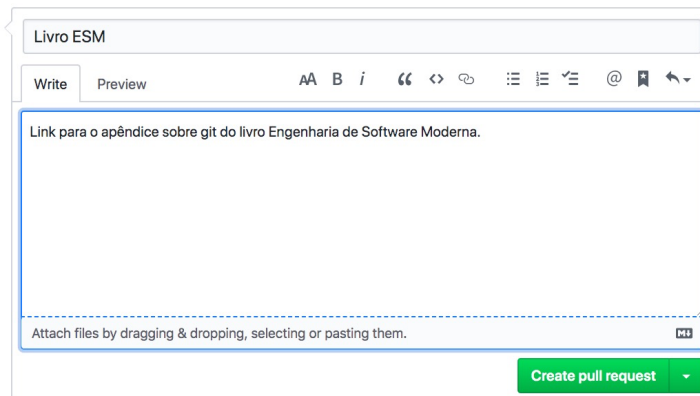 Livro ESM
Write Preview AA B i @
Link para o apêndice sobre git do livro Engenharia de Software Moderna.
Attach files by dragging & dropping, selecting or pasting them.
Create pull request